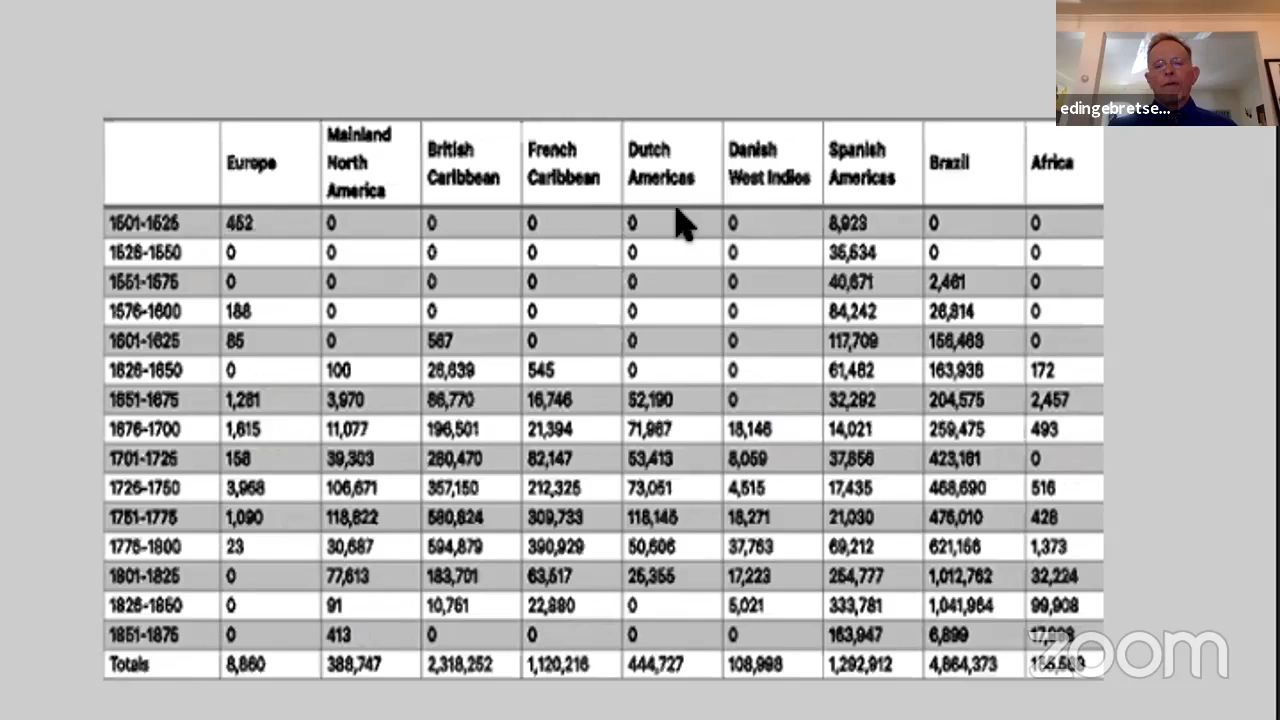 edingebretse...
Europe
Mainland North America
British Caribbean
French Caribbean
Dutch Americas
Danish West Indies
Spanish Americas
Brazil
Africa
1501-1525 452 0 0 0 0 0 8,923 0 0
1526-1550 0 0 0 0 0 0 35,534 0 0
1551-1575 0 0 0 0 0 0 40,671 2,461 0
1576-1600 188 0 0 0 0 0 84,242 26,814 0
1601-1625 85 0 567 0 0 0 117,709 156,468 0
1626-1650 0 100 26,639 545 0 0 61,482 163,938 172
1651-1675 1,281 3,970 86,770 16,746 52,190 0 32,292 204,575 2,457
1676-1700 1,615 11,077 196,501 21,394 71,967 18,146 14,021 259,475 493
1701-1725 158 39,303 280,470 82,147 53,413 8,059 37,856 423,161 0
1726-1750 3,968 106,671 357,150 212,325 73,051 4,515 17,435 468,690 516
1751-1775 1,090 118,822 580,824 309,733 118,145 18,271 21,030 476,010 428
1776-1800 23 30,687 594,879 390,929 50,606 37,763 69,212 621,156 1,373
1801-1825 0 77,613 183,701 63,517 25,355 17,223 254,777 1,012,762 32,224
1826-1850 0 91 10,751 22,880 0 5,021 333,781 1,041,964 99,908
1851-1875 0 413 0 0 0 0 163,947 6,899
Totals 8,860 388,747 2,318,252 1,120,216 444,727 108,998 1,292,912 4,864,373
zoom